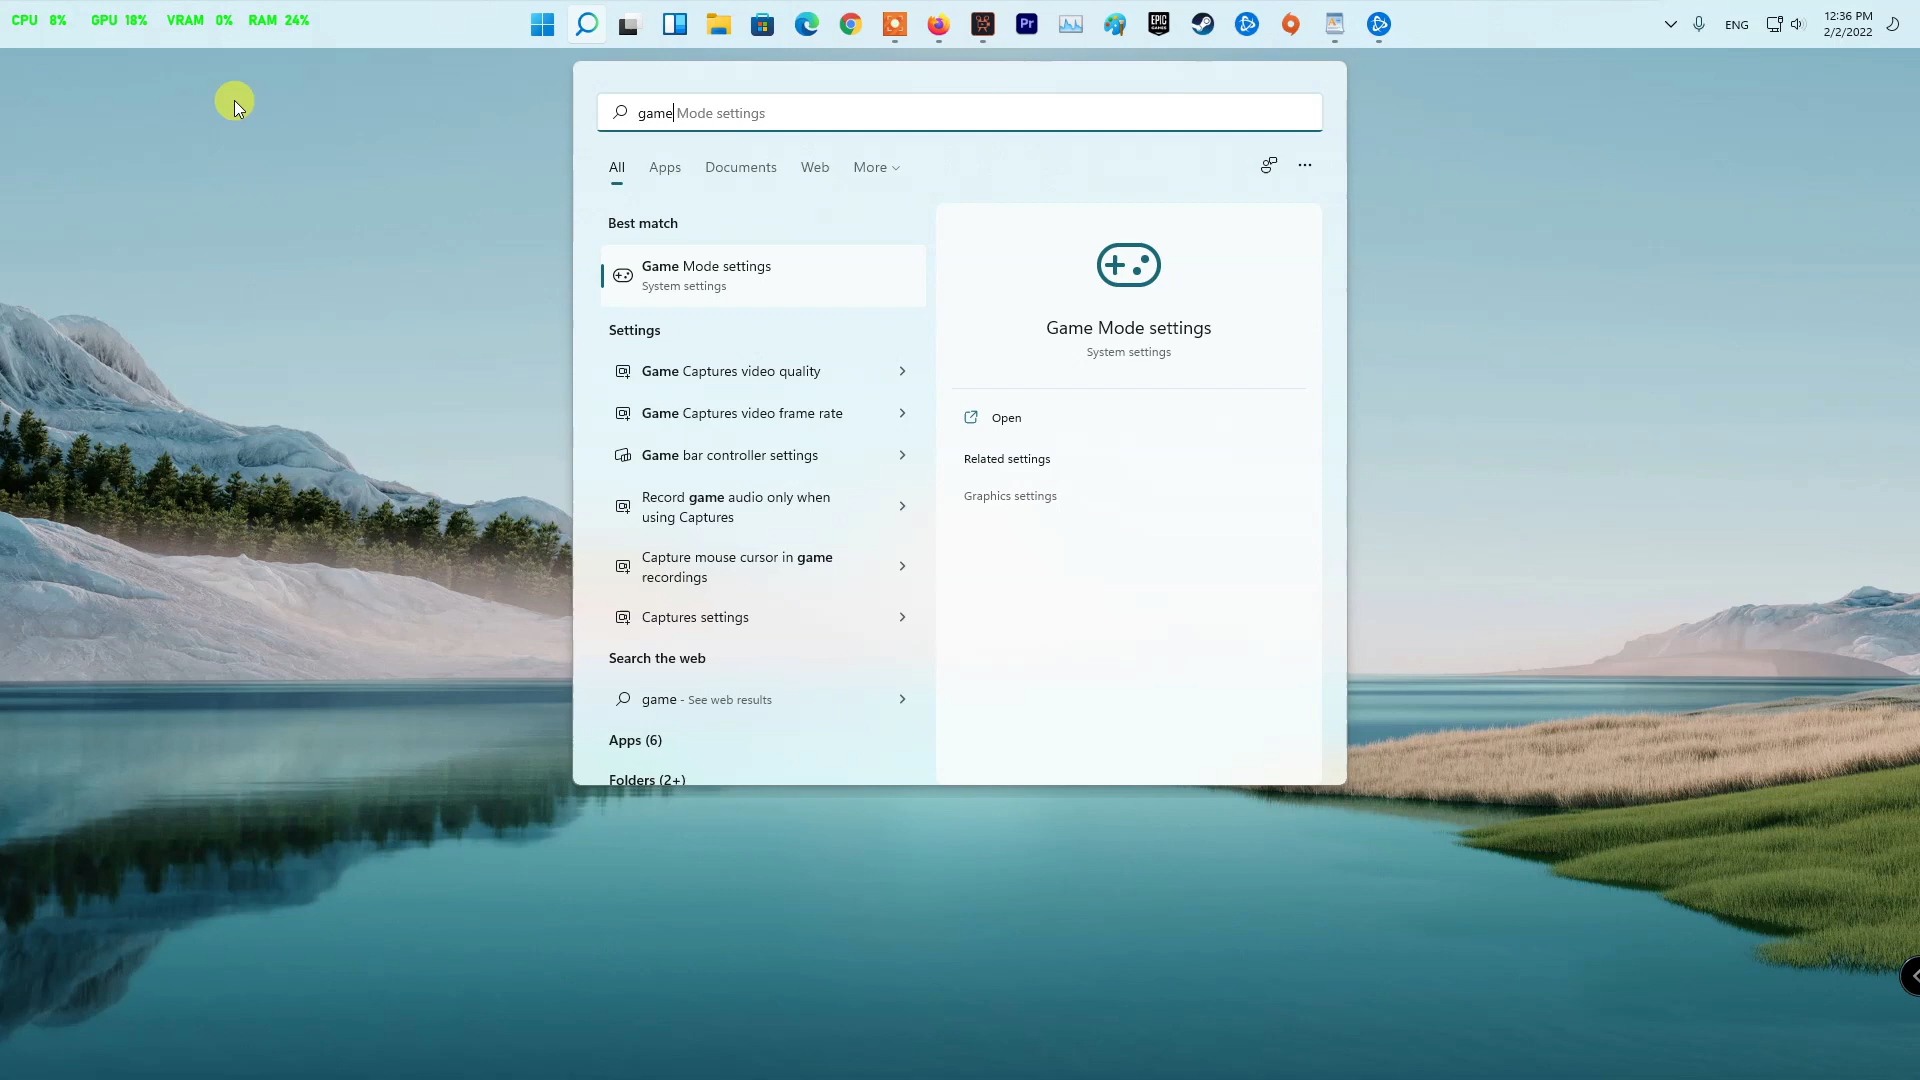 CPU 8% GPU 18% VRAM 0% RAM 24%
Pr
EPIC GAMES
ENG
12:36 PM
2/2/2022
game Mode settings
All Apps Documents Web More
Best match
Game Mode settings
System settings
Settings
Game Captures video quality
Game Captures video frame rate
Game bar controller settings
Record game audio only when
using Captures
Capture mouse cursor in game
recordings
Captures settings
Search the web
game - See web results
Apps (6)
Folders (2+)
Game Mode settings
System settings
Open
Related settings
Graphics settings